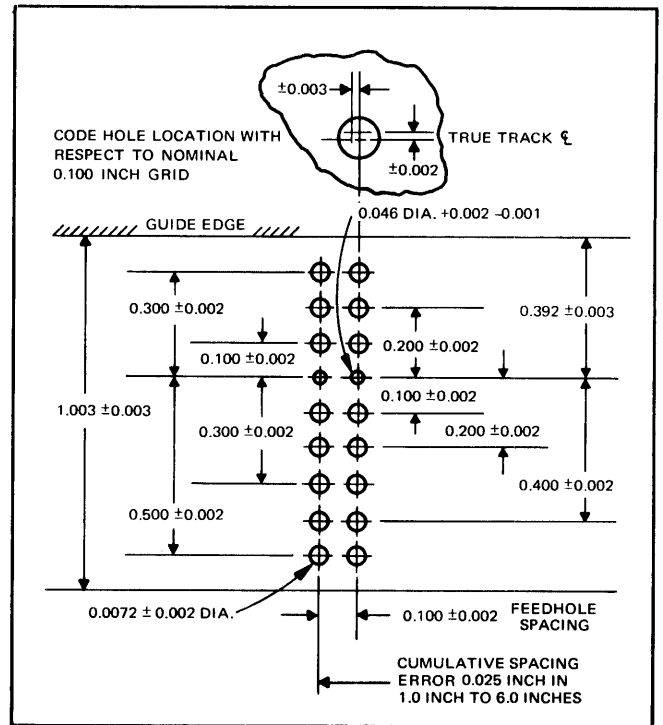 ±0.003
CODE HOLE LOCATION WITH
RESPECT TO NOMINAL
0.100 INCH GRID
TRUE TRACK ℄
±0.002
0.046 DIA. +0.002 -0.001
GUIDE EDGE
0.300 ±0.002
0.392 ±0.003
0.100 ±0.002
0.200 ±0.002
0.100 ±0.002
1.003 ±0.003
0.300 ±0.002
0.200 ±0.002
0.400 ±0.002
0.500 ±0.002
0.0072 ± 0.002 DIA.
0.100 ±0.002
FEEDHOLE
SPACING
CUMULATIVE SPACING
ERROR 0.025 INCH IN
1.0 INCH TO 6.0 INCHES